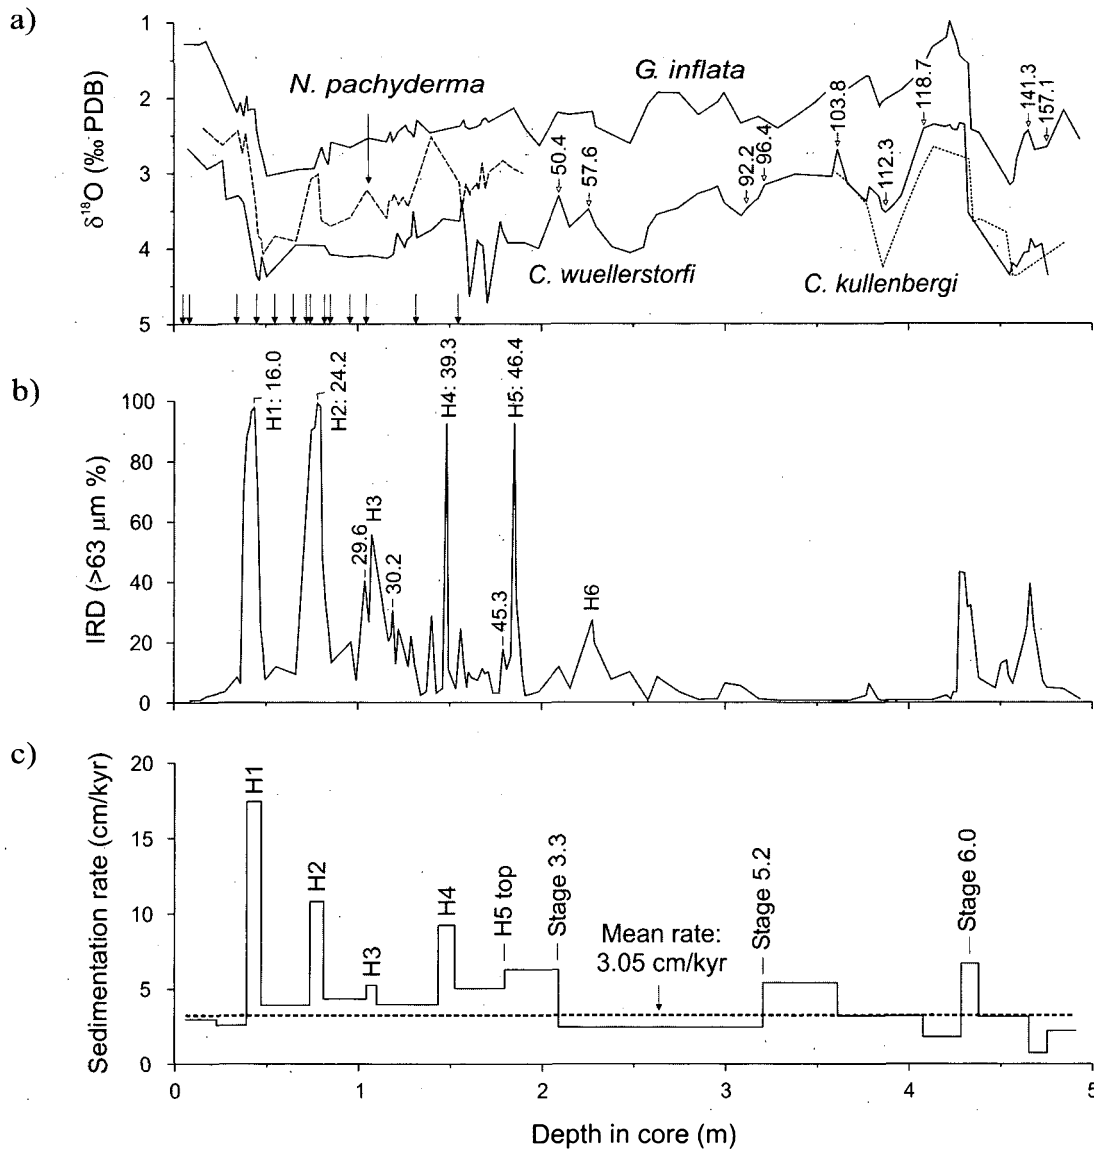 a)
1
2
3
4
5
δ¹⁸O (‰ PDB)
N. pachyderma
G. inflata
C. wuellerstorfi
C. kullenbergi
50.4
57.6
92.2
96.4
103.8
112.3
118.7
141.3
157.1
b)
100
80
60
40
20
0
IRD (>63 μm %)
H1: 16.0
H2: 24.2
29.6
H3
30.2
H4: 39.3
45.3
H5: 46.4
H6
c)
20
15
10
5
0
Sedimentation rate (cm/kyr)
H1
H2
H3
H4
H5 top
Stage 3.3
Mean rate:
3.05 cm/kyr
Stage 5.2
Stage 6.0
0
1
2
3
4
5
Depth in core (m)